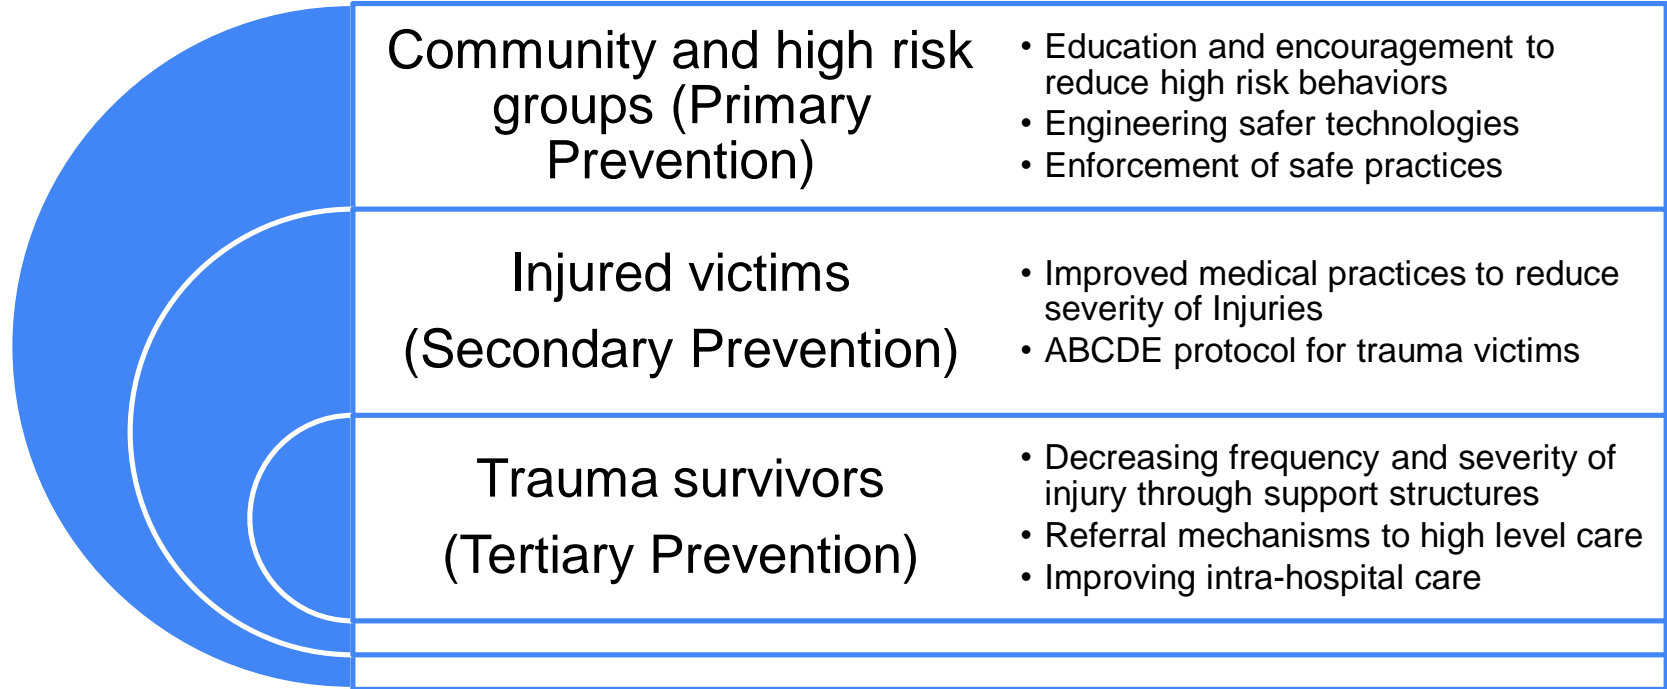 Community and high risk
groups (Primary
Prevention)
• Education and encouragement to
reduce high risk behaviors
• Engineering safer technologies
• Enforcement of safe practices
Injured victims
(Secondary Prevention)
• Improved medical practices to reduce
severity of Injuries
• ABCDE protocol for trauma victims
Trauma survivors
(Tertiary Prevention)
• Decreasing frequency and severity of
injury through support structures
• Referral mechanisms to high level care
• Improving intra-hospital care